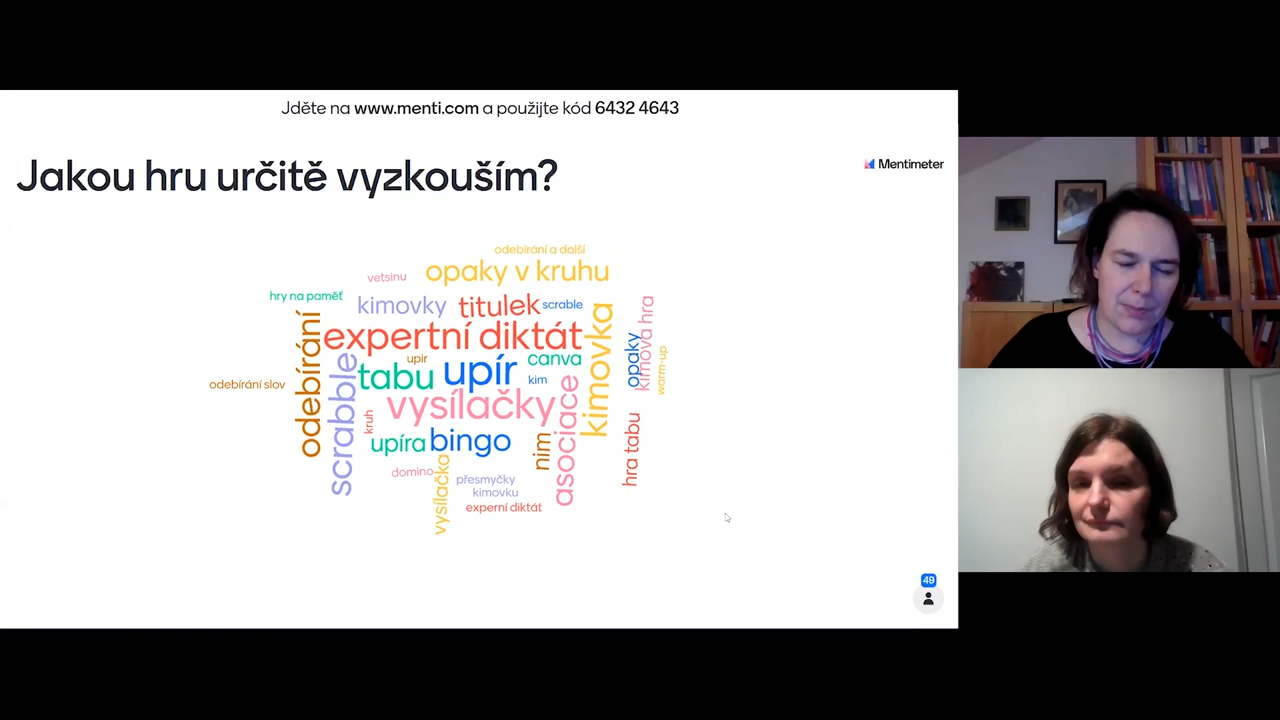 Jděte na www.menti.com a použijte kód 6432 4643
Mentimeter
Jakou hru určitě vyzkouším?
odebírání a další
opaky v kruhu
vetsinu
hry na paměť
kimovky
titulek
scrable
kimova hra
odebírání
expertní diktát
kimovka
opaky
warm-up
upir
canva
scrabble
tabu
upír
kim
odebírání slov
vysílačky
asociace
kruh
upíra
bingo
nim
hra tabu
domino
vysílačka
přesmyčky
kimovku
experní diktát
49